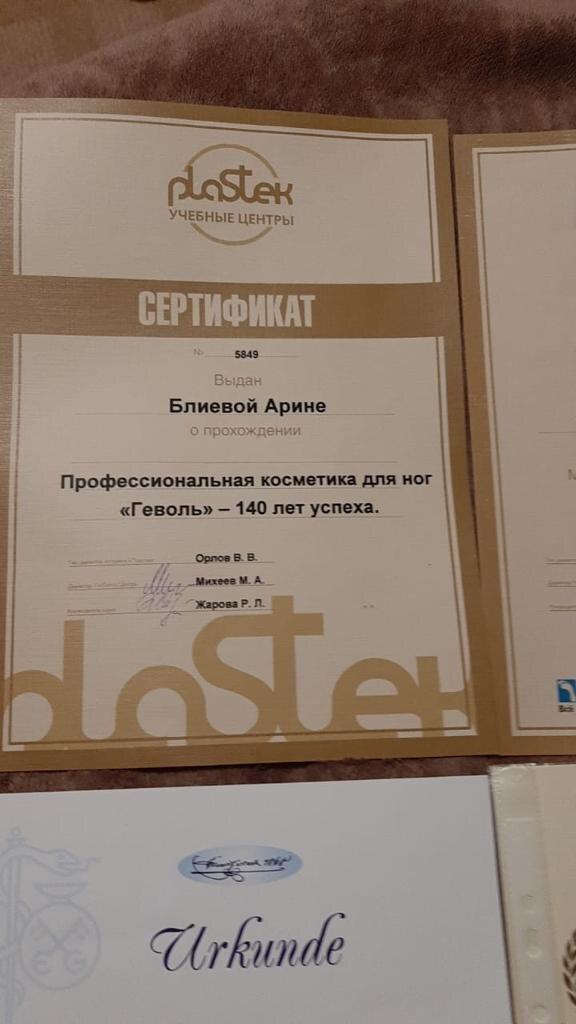 plastek
УЧЕБНЫЕ ЦЕНТРЫ
СЕРТИФИКАТ
№ 5849
Выдан
Блиевой Арине
о прохождении
Профессиональная косметика для ног
«Геволь» – 140 лет успеха.
Орлов В. В.
Михеев М. А.
Жарова Р. Л.
plastek
Urkunde